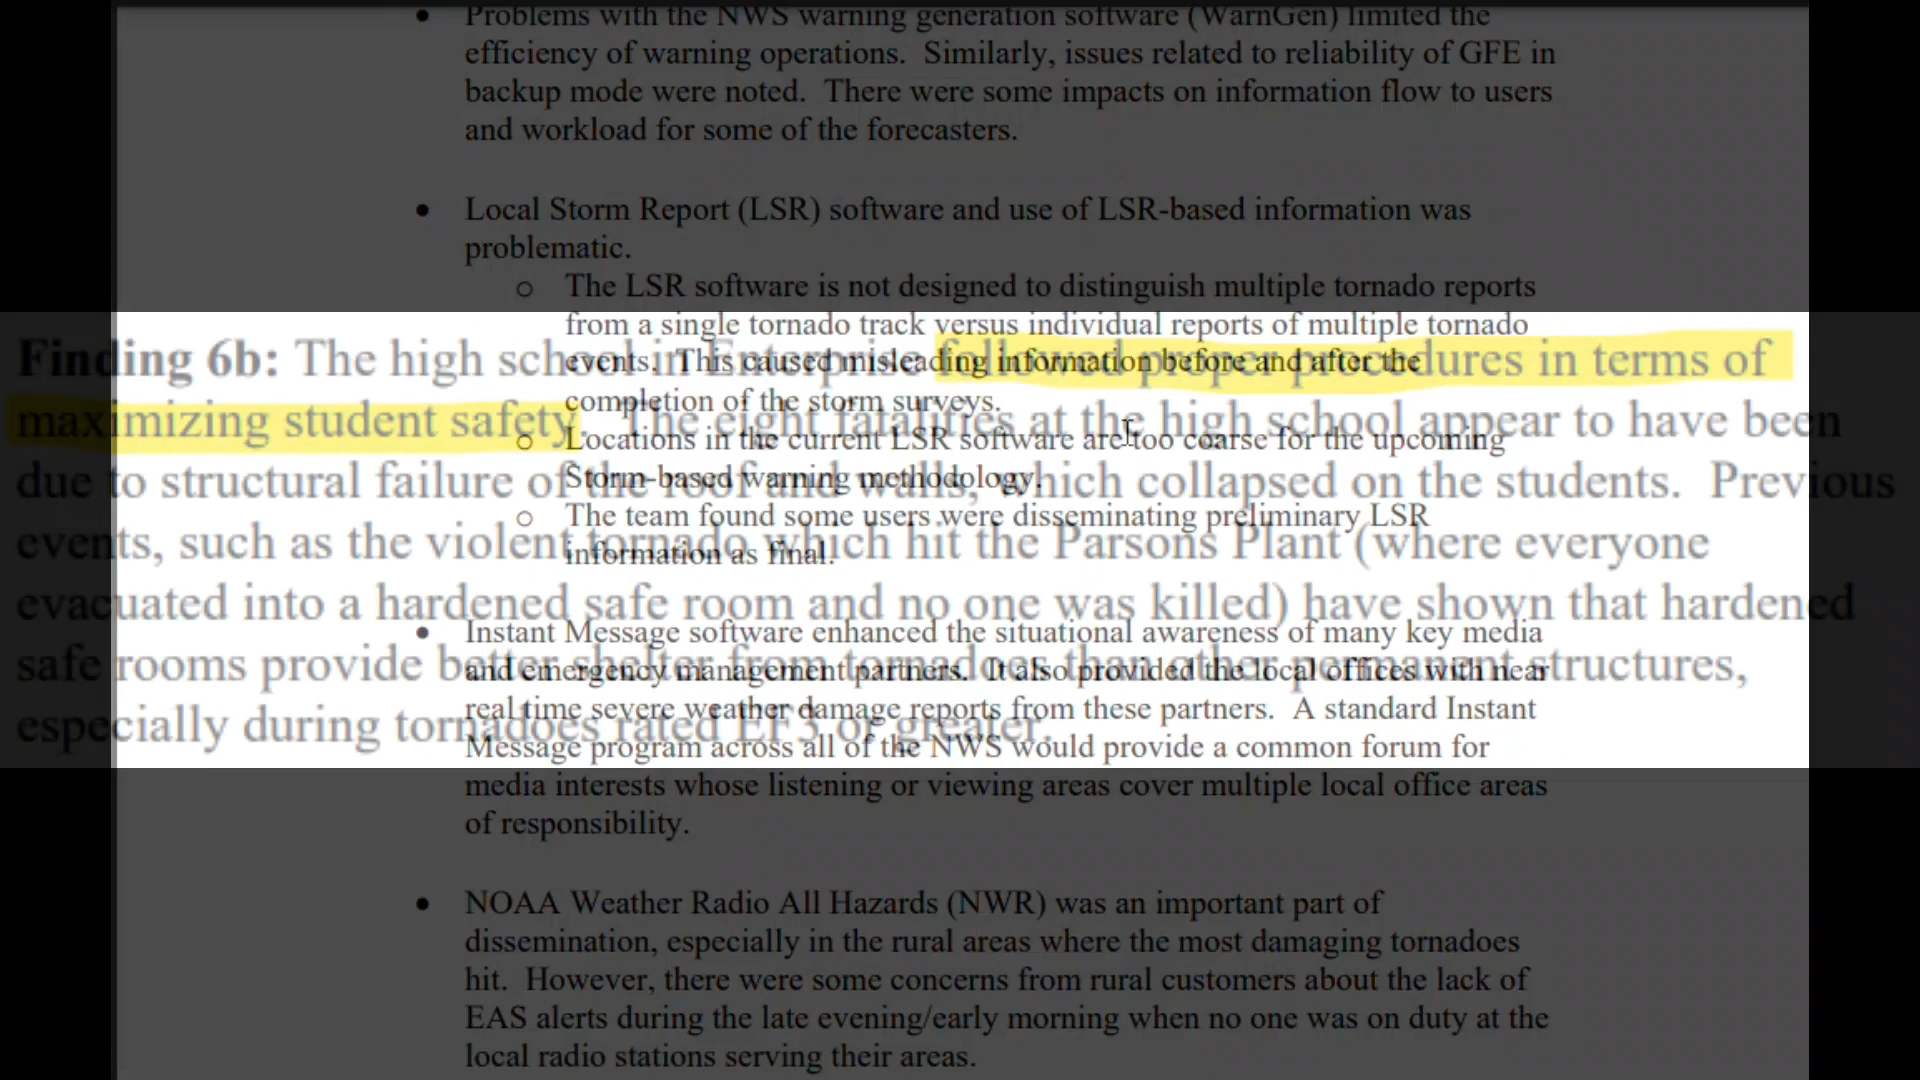 Problems with the NWS warning generation software (WarnGen) limited the
efficiency of warning operations. Similarly, issues related to reliability of GFE in
backup mode were noted. There were some impacts on information flow to users
and workload for some of the forecasters.
Local Storm Report (LSR) software and use of LSR-based information was
problematic.
The LSR software is not designed to distinguish multiple tornado reports
from a single tornado track versus individual reports of multiple tornado
events. This caused misleading information before and after the
completion of the storm surveys.
Locations in the current LSR software are too coarse for the upcoming
Storm-based warning methodology.
The team found some users were disseminating preliminary LSR
information as final.
Instant Message software enhanced the situational awareness of many key media
and emergency management partners. It also provided the local offices with near
real time severe weather damage reports from these partners. A standard Instant
Message program across all of the NWS would provide a common forum for
media interests whose listening or viewing areas cover multiple local office areas
of responsibility.
NOAA Weather Radio All Hazards (NWR) was an important part of
dissemination, especially in the rural areas where the most damaging tornadoes
hit. However, there were some concerns from rural customers about the lack of
EAS alerts during the late evening/early morning when no one was on duty at the
local radio stations serving their areas.
Finding 6b: The high school in Enterprise followed proper procedures in terms of
maximizing student safety. The eight fatalities at the high school appear to have been
due to structural failure of the roof and walls, which collapsed on the students. Previous
events, such as the violent tornado which hit the Parsons Plant (where everyone
evacuated into a hardened safe room and no one was killed) have shown that hardened
safe rooms provide better shelter from tornadoes than other permanent structures,
especially during tornadoes rated EF3 or greater.